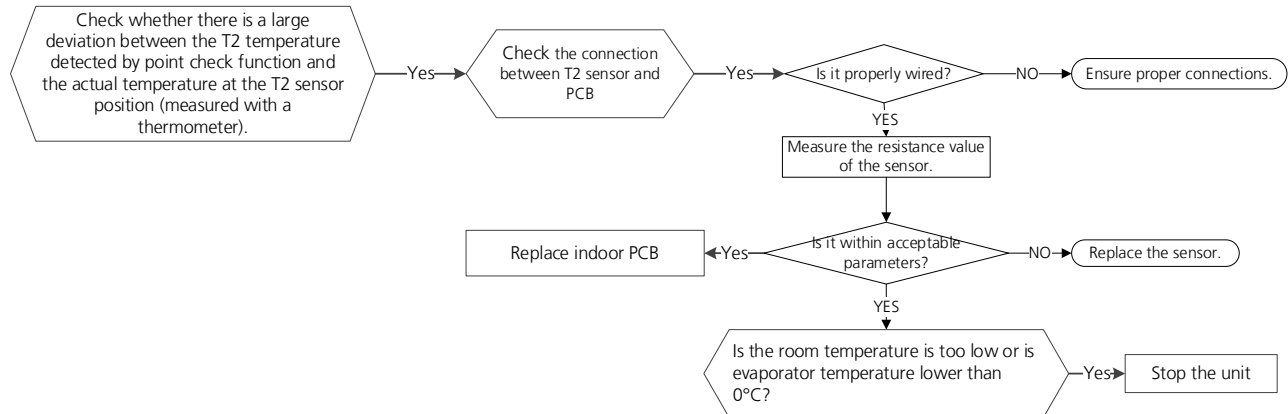 Check whether there is a large
deviation between the T2 temperature
detected by point check function and
the actual temperature at the T2 sensor
position (measured with a
thermometer).
Yes
Check the connection
between T2 sensor and
PCB
Yes
Is it properly wired?
NO
Ensure proper connections.
YES
Measure the resistance value
of the sensor.
Replace indoor PCB
Yes
Is it within acceptable
parameters?
NO
Replace the sensor.
YES
Is the room temperature is too low or is
evaporator temperature lower than
0°C?
Yes
Stop the unit